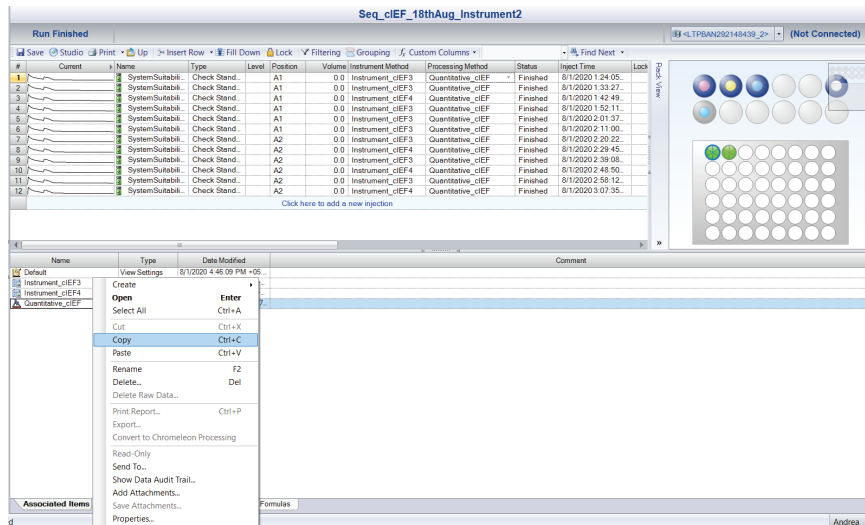 Seq_cIEF_18thAug_Instrument2
Run Finished
<LTPBAN292148439_2> (Not Connected)
Save Studio Print Up Insert Row Fill Down Lock Filtering Grouping Custom Columns Find Next
# Current Name Type Level Position Volume Instrument Method Processing Method Status Inject Time Lock
1 SystemSuitabili... Check Stand... A1 0.0 Instrument_cIEF3 Quantitative_cIEF Finished 8/1/2020 1:24:05...
2 SystemSuitabili... Check Stand... A1 0.0 Instrument_cIEF3 Quantitative_cIEF Finished 8/1/2020 1:33:27...
3 SystemSuitabili... Check Stand... A1 0.0 Instrument_cIEF4 Quantitative_cIEF Finished 8/1/2020 1:42:49...
4 SystemSuitabili... Check Stand... A1 0.0 Instrument_cIEF3 Quantitative_cIEF Finished 8/1/2020 1:52:11...
5 SystemSuitabili... Check Stand... A1 0.0 Instrument_cIEF3 Quantitative_cIEF Finished 8/1/2020 2:01:37...
6 SystemSuitabili... Check Stand... A1 0.0 Instrument_cIEF3 Quantitative_cIEF Finished 8/1/2020 2:11:00...
7 SystemSuitabili... Check Stand... A2 0.0 Instrument_cIEF3 Quantitative_cIEF Finished 8/1/2020 2:20:22...
8 SystemSuitabili... Check Stand... A2 0.0 Instrument_cIEF4 Quantitative_cIEF Finished 8/1/2020 2:29:45...
9 SystemSuitabili... Check Stand... A2 0.0 Instrument_cIEF3 Quantitative_cIEF Finished 8/1/2020 2:39:08...
10 SystemSuitabili... Check Stand... A2 0.0 Instrument_cIEF4 Quantitative_cIEF Finished 8/1/2020 2:48:50...
11 SystemSuitabili... Check Stand... A2 0.0 Instrument_cIEF3 Quantitative_cIEF Finished 8/1/2020 2:58:12...
12 SystemSuitabili... Check Stand... A2 0.0 Instrument_cIEF4 Quantitative_cIEF Finished 8/1/2020 3:07:35...
Click here to add a new injection
Rack View
Name Type Date Modified Comment
Default View Settings 8/1/2020 4:46:09 PM +05:...
Instrument_cIEF3
Instrument_cIEF4
Quantitative_cIEF
Create
Open Enter
Select All Ctrl+A
Cut Ctrl+X
Copy Ctrl+C
Paste Ctrl+V
Rename F2
Delete... Del
Delete Raw Data...
Print Report... Ctrl+P
Export...
Convert to Chromeleon Processing
Read-Only
Send To...
Show Data Audit Trail...
Add Attachments...
Save Attachments...
Properties...
Associated Items
Formulas
Andrea